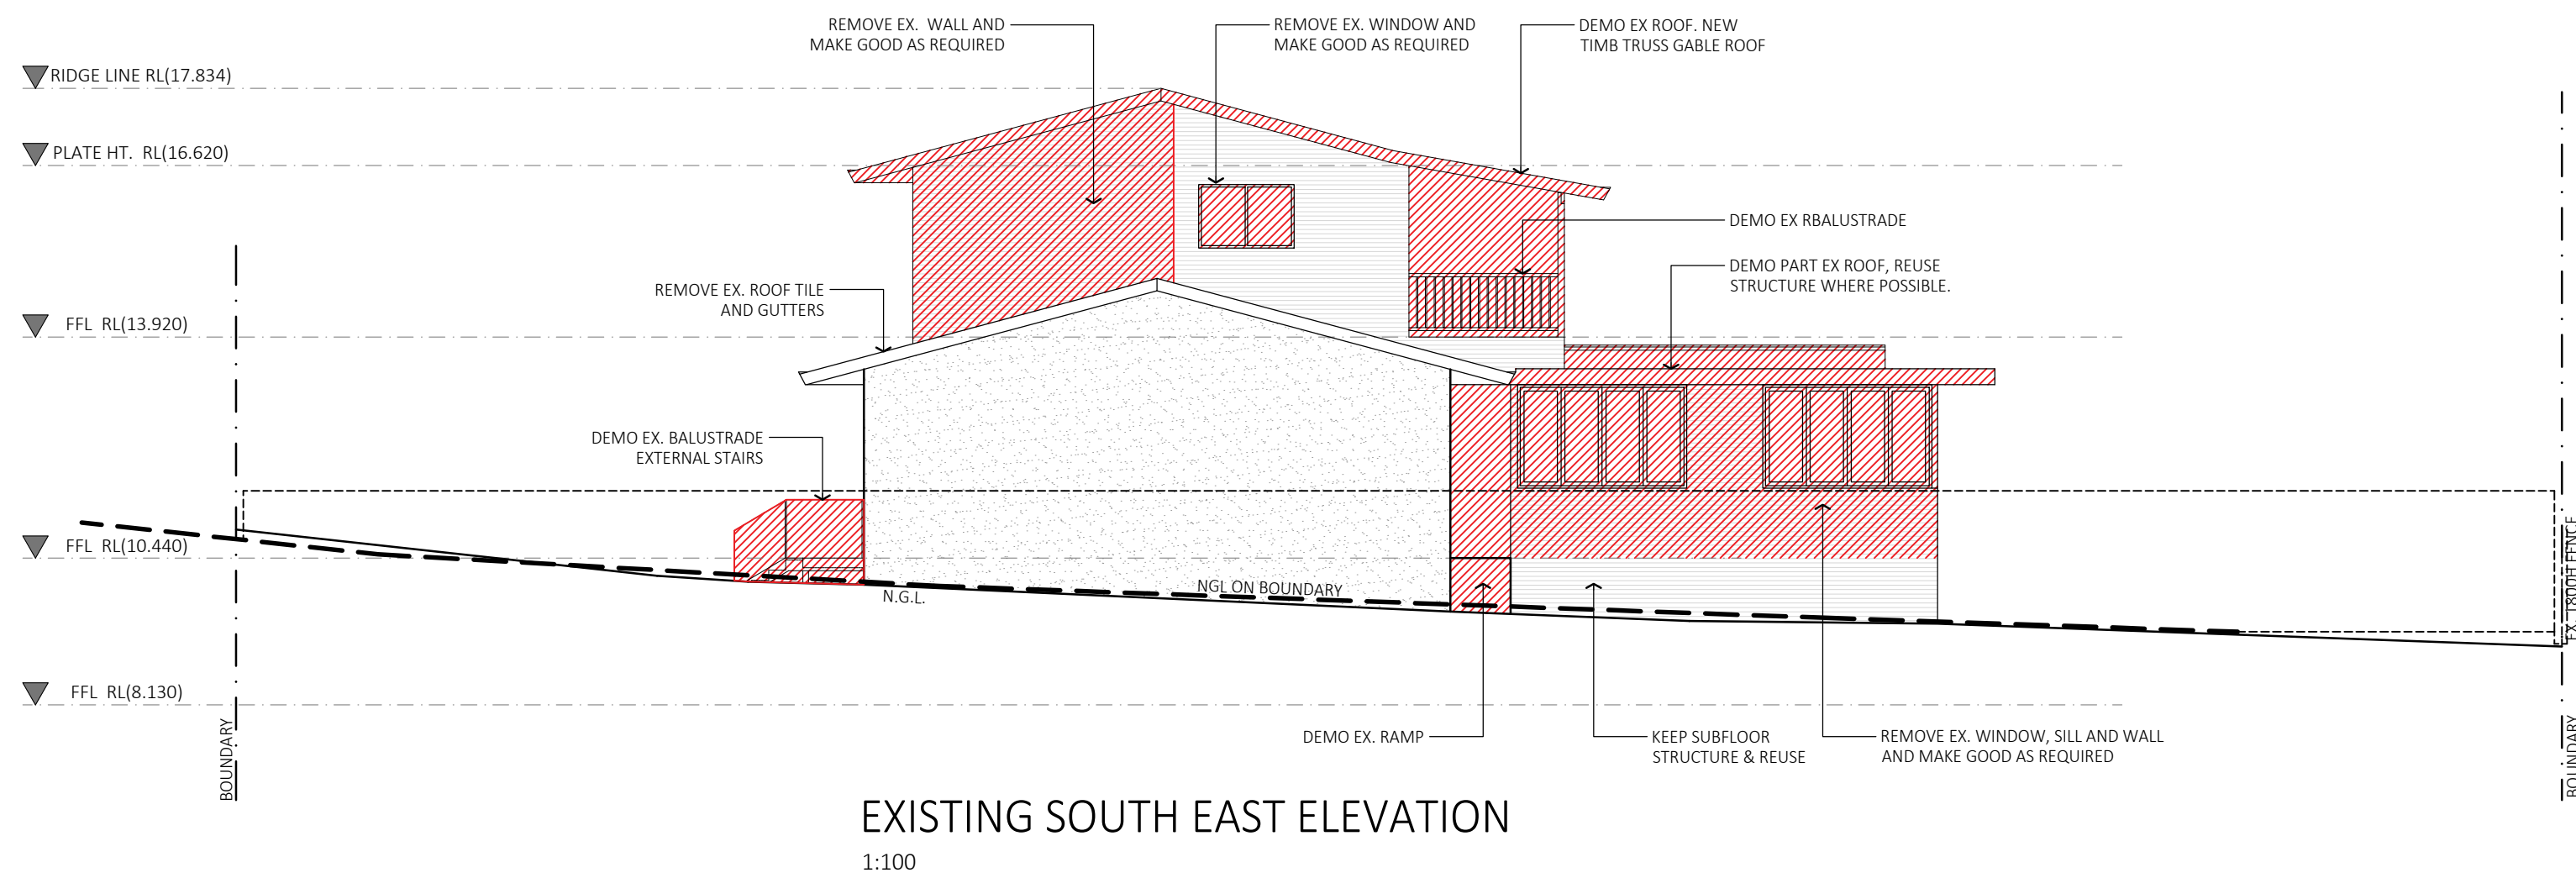 REMOVE EX. WALL AND
MAKE GOOD AS REQUIRED
REMOVE EX. WINDOW AND
MAKE GOOD AS REQUIRED
DEMO EX ROOF. NEW
TIMB TRUSS GABLE ROOF
RIDGE LINE RL(17.834)
PLATE HT. RL(16.620)
DEMO EX RBALUSTRADE
DEMO PART EX ROOF, REUSE
STRUCTURE WHERE POSSIBLE.
REMOVE EX. ROOF TILE
AND GUTTERS
FFL RL(13.920)
DEMO EX. BALUSTRADE
EXTERNAL STAIRS
FFL RL(10.440)
N.G.L.
NGL ON BOUNDARY
EX. 1800H FENCE
FFL RL(8.130)
BOUNDARY
DEMO EX. RAMP
KEEP SUBFLOOR
STRUCTURE & REUSE
REMOVE EX. WINDOW, SILL AND WALL
AND MAKE GOOD AS REQUIRED
BOUNDARY
EXISTING SOUTH EAST ELEVATION
1:100